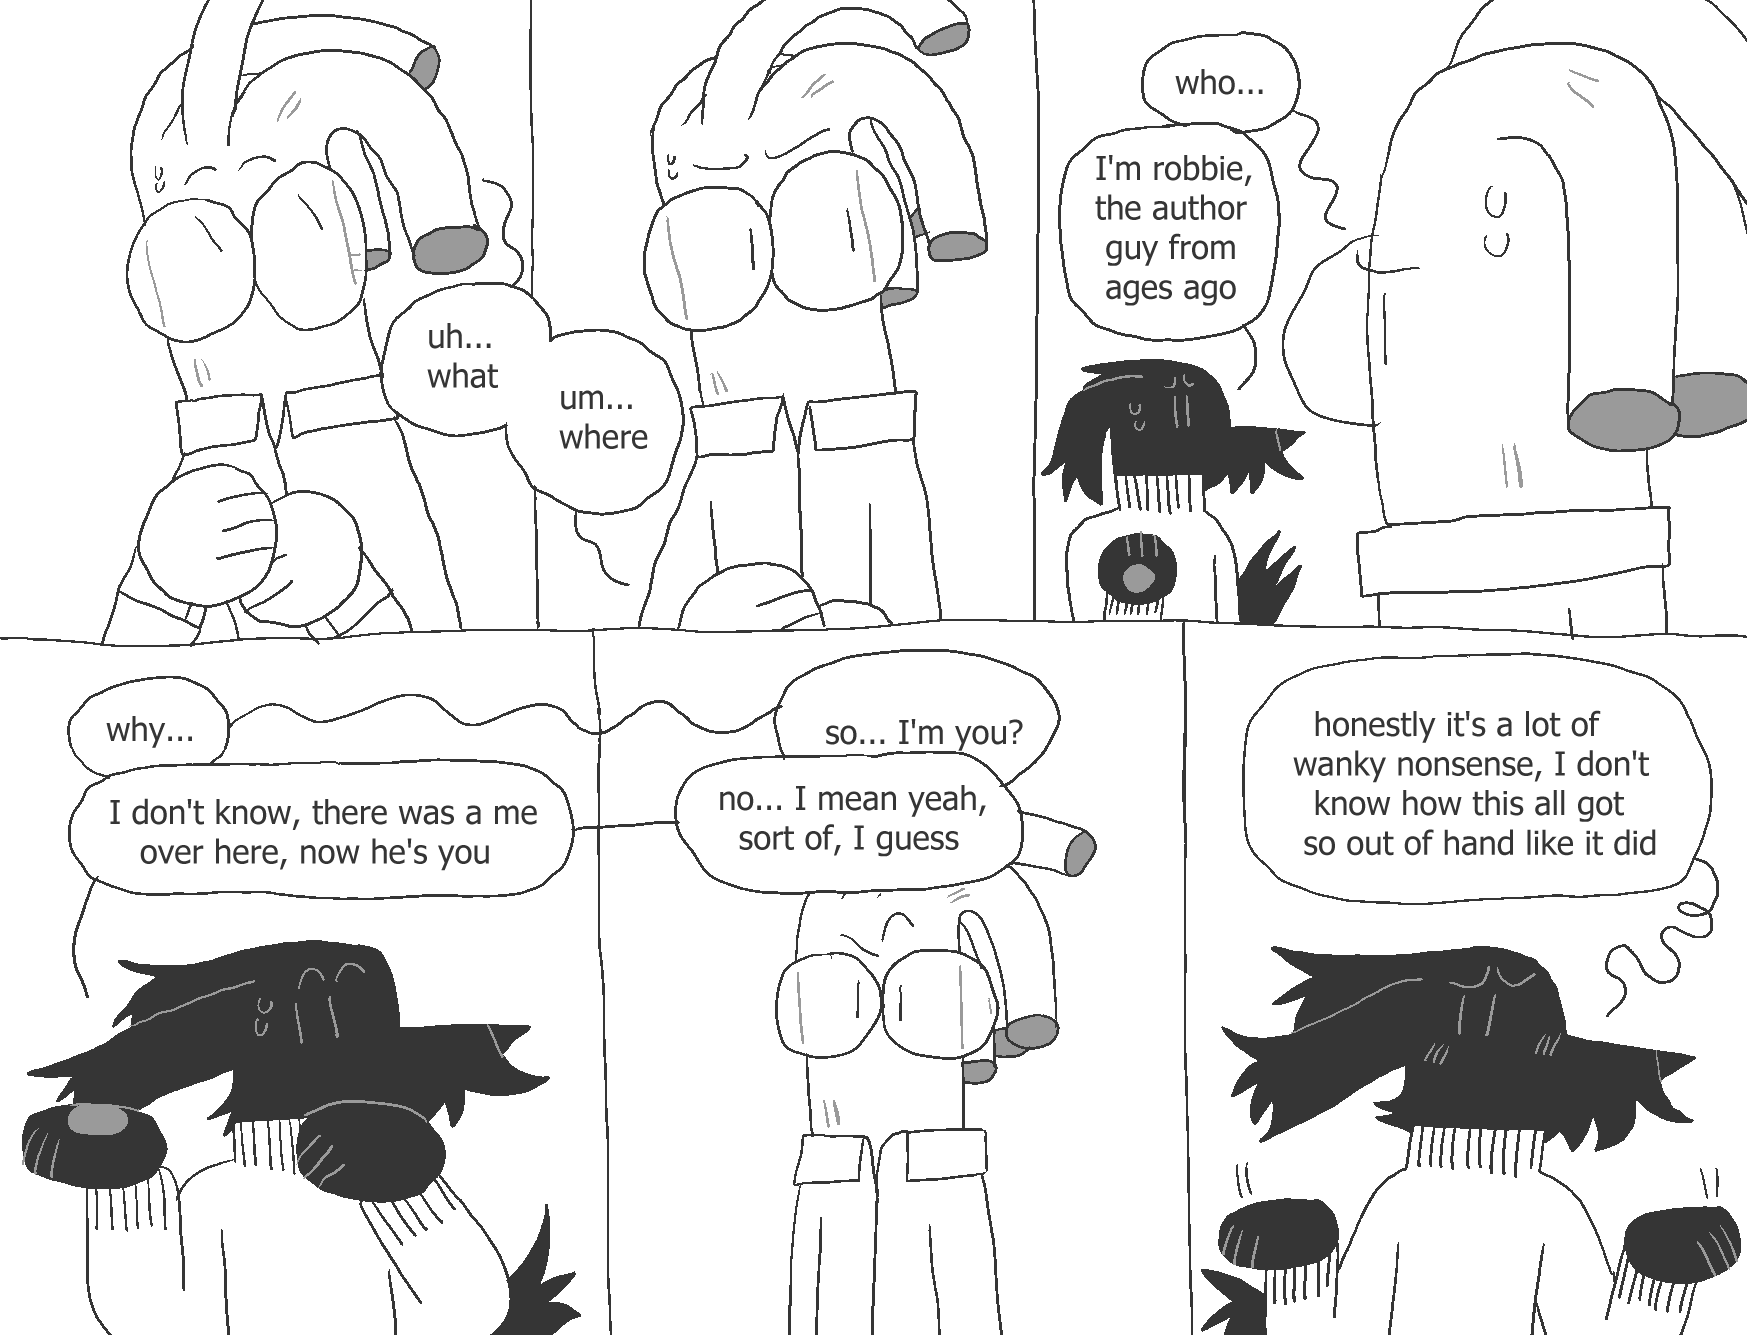 uh...
what
um...
where
who...
I'm robbie,
the author
guy from
ages ago
why...
I don't know, there was a me
over here, now he's you
so... I'm you?
no... I mean yeah,
sort of, I guess
honestly it's a lot of
wanky nonsense, I don't
know how this all got
so out of hand like it did